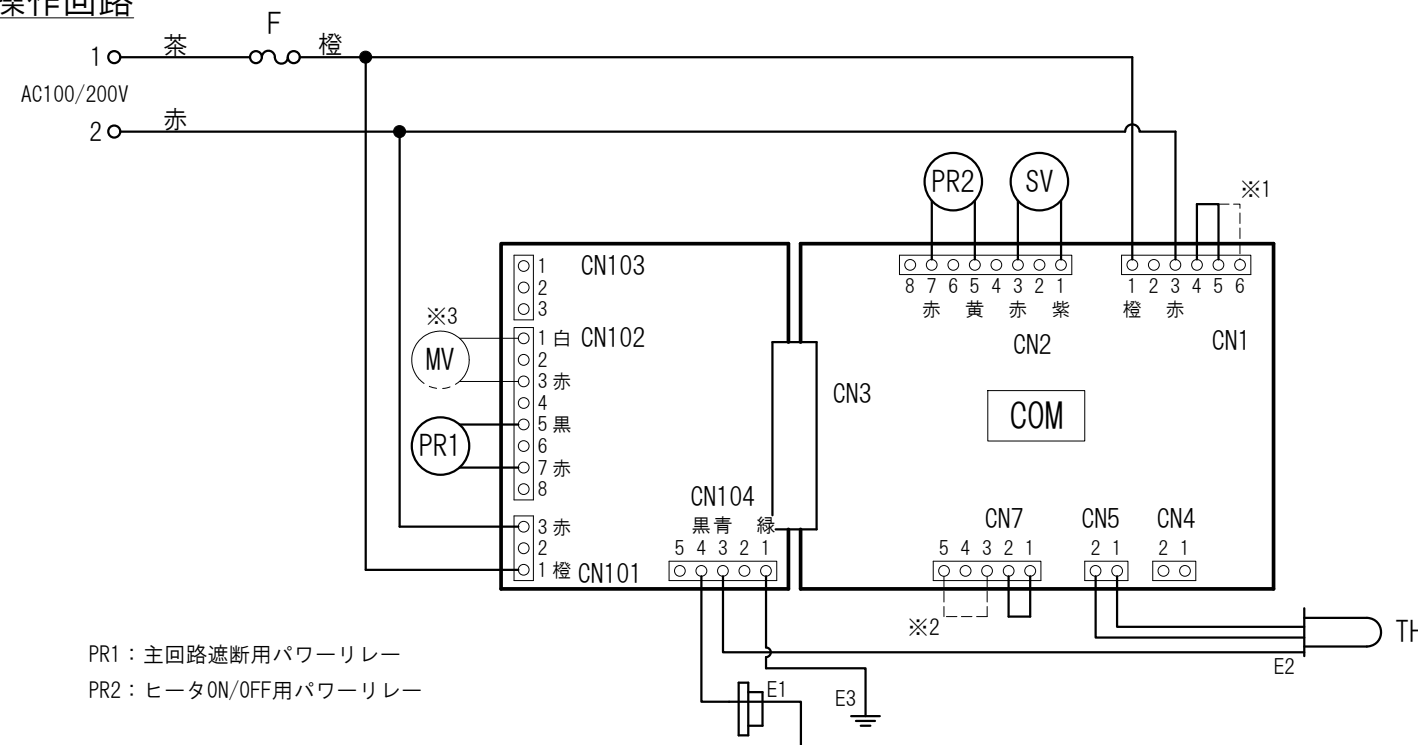 操作回路
F
1 茶 橙
AC100/200V
2 赤
PR2 SV ※1
CN103
1
2
3
8 7 6 5 4 3 2 1
赤 黄 赤 紫
1 2 3 4 5 6
橙 赤
CN2
CN1
※3
MV
CN102
1 白
2
3 赤
4
5 黒
6
7 赤
8
PR1
CN3
COM
CN104
黒 青 緑
5 4 3 2 1
3 赤
2
1 橙
CN101
CN7
5 4 3 2 1
CN5
2 1
CN4
2 1
※2
TH
E2
PR1：主回路遮断用パワーリレー
PR2：ヒータON/OFF用パワーリレー
E1
E3